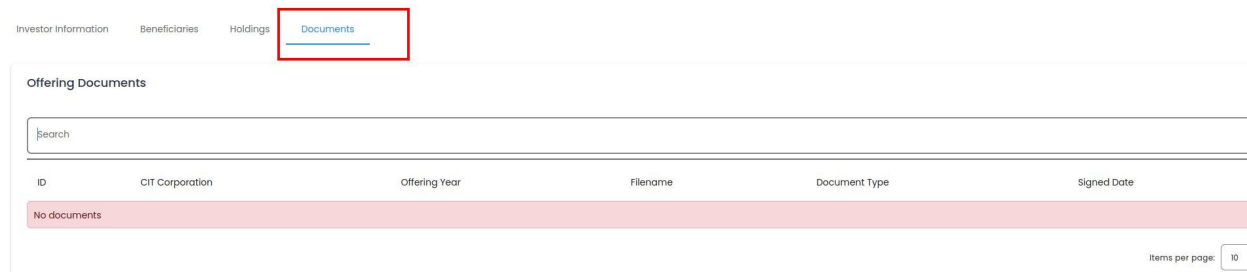 Investor Information Beneficiaries Holdings Documents
Offering Documents
Search
ID CIT Corporation Offering Year Filename Document Type Signed Date
No documents
Items per page: 10